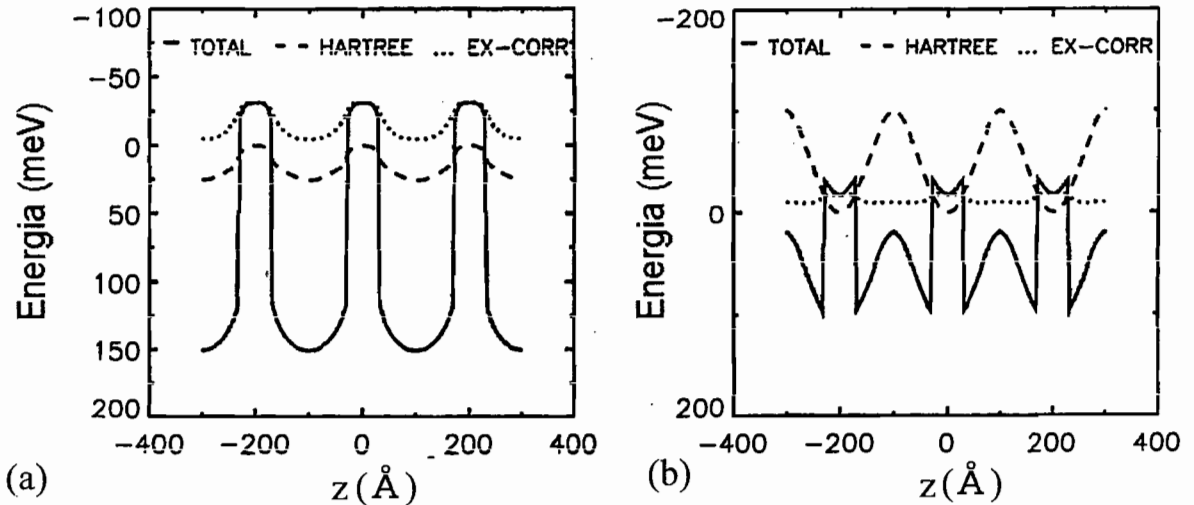 -100
— TOTAL -- HARTREE ... EX-CORR
-50
0
50
100
150
200
Energia (meV)
-400 -200 0 200 400
z (Å)
(a)
-200
— TOTAL -- HARTREE ... EX-CORR
-100
0
200
Energia (meV)
-400 -200 0 200 400
z (Å)
(b)